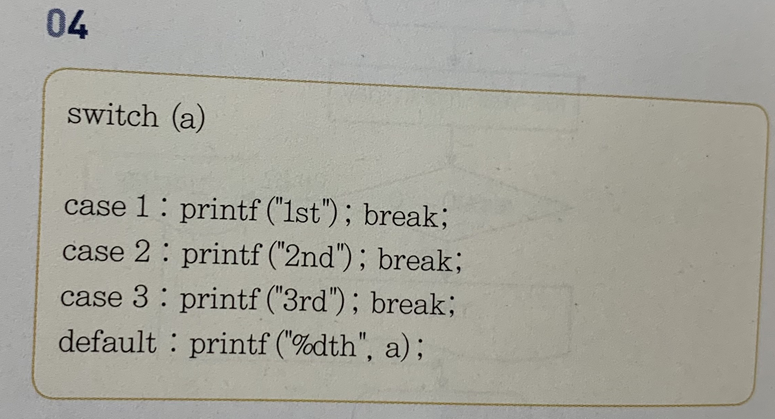 04
switch (a)
case 1 : printf ("1st") ; break;
case 2 : printf ("2nd") ; break;
case 3 : printf ("3rd") ; break;
default : printf ("%dth", a) ;